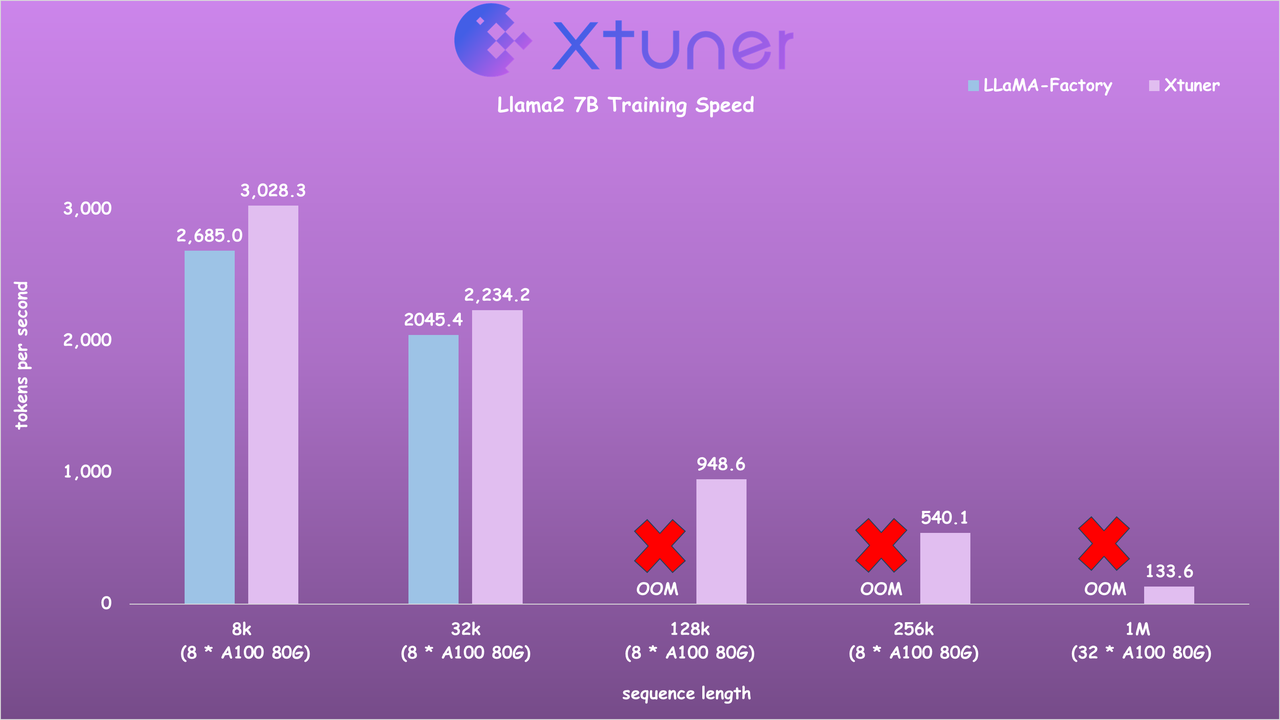 Xtuner
Llama2 7B Training Speed
LLaMA-Factory
Xtuner
tokens per second
3,000
2,000
1,000
0
2,685.0
3,028.3
2045.4
2,234.2
OOM
948.6
OOM
540.1
OOM
133.6
8k
(8 * A100 80G)
32k
(8 * A100 80G)
128k
(8 * A100 80G)
256k
(8 * A100 80G)
1M
(32 * A100 80G)
sequence length